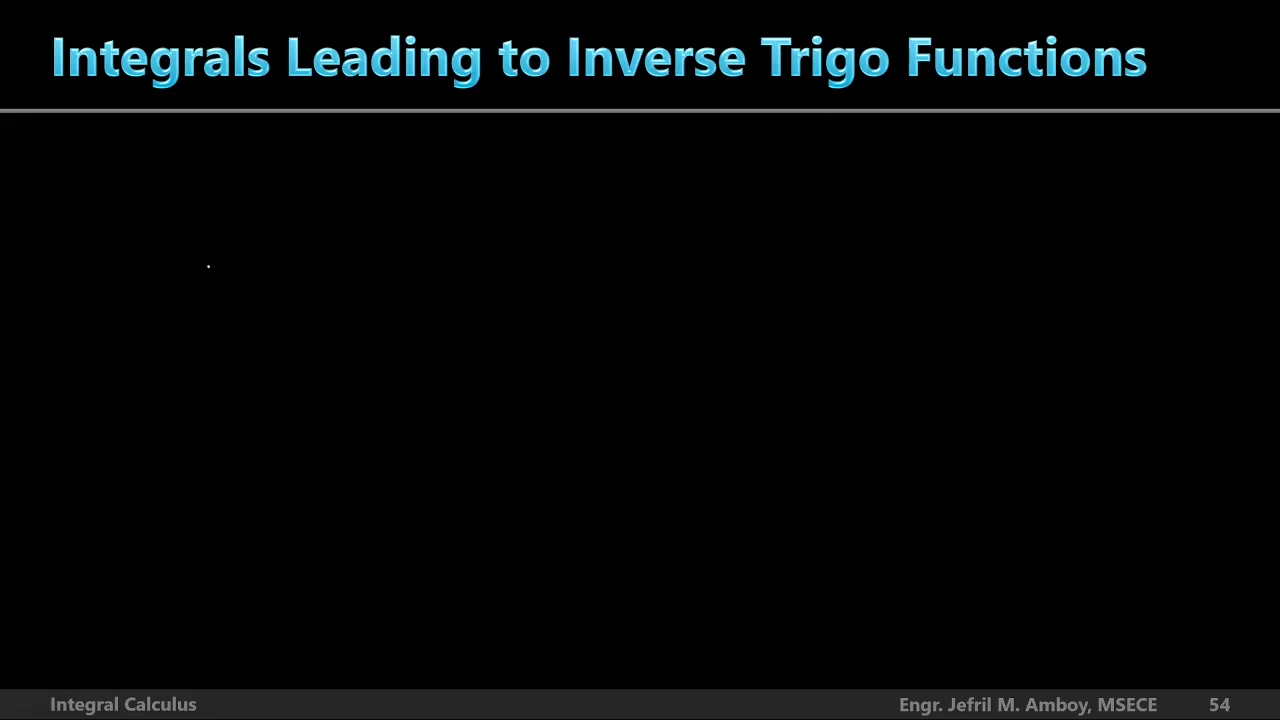 Integrals Leading to Inverse Trigo Functions
Integral Calculus
Engr. Jefril M. Amboy, MSECE
54